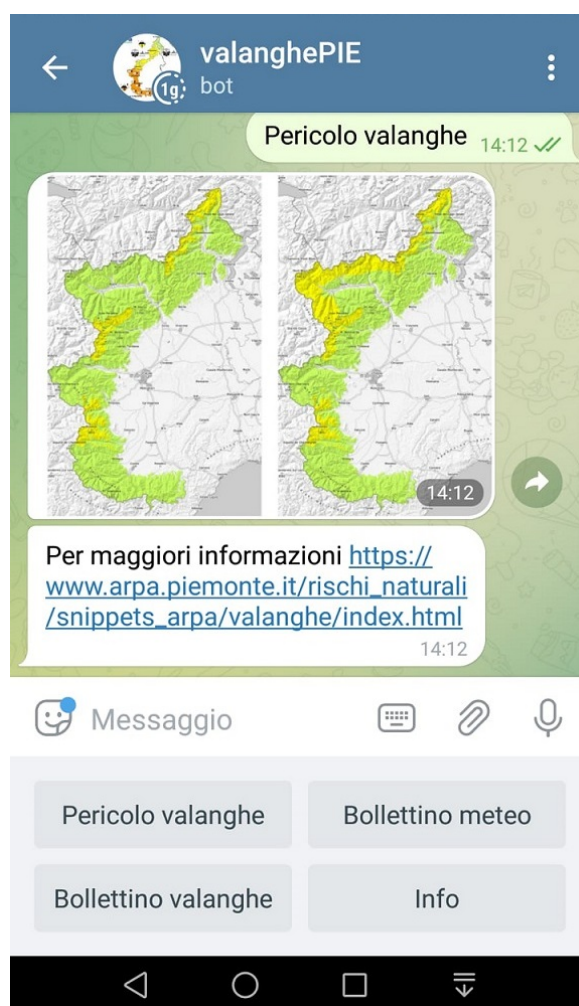 valanghePIE
1g
bot
Pericolo valanghe 14:12
14:12
Per maggiori informazioni https://
www.arpa.piemonte.it/rischi_naturali
/snippets_arpa/valanghe/index.html
14:12
Messaggio
Pericolo valanghe
Bollettino meteo
Bollettino valanghe
Info